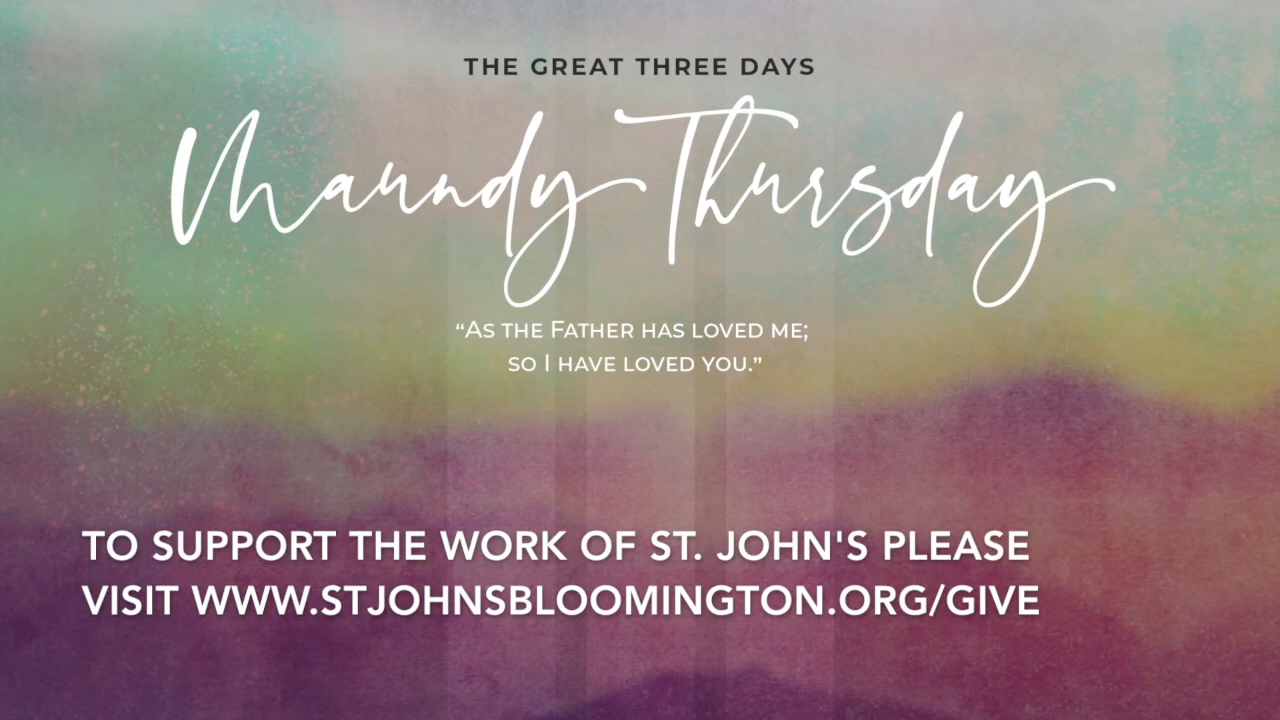 THE GREAT THREE DAYS
Maundy Thursday
“As the Father has loved me;
so I have loved you.”
TO SUPPORT THE WORK OF ST. JOHN'S PLEASE
VISIT WWW.STJOHNSBLOOMINGTON.ORG/GIVE